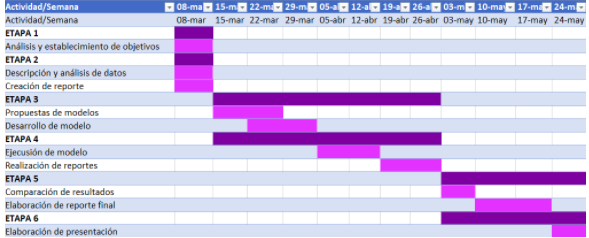 Actividad/Semana 08-ma 15-m 22-ma 29-m 05-a 12-a 19-a 26-a 03-m 10-may 17-ma 24-m
Actividad/Semana 08-mar 15-mar 22-mar 29-mar 05-abr 12-abr 19-abr 26-abr 03-may 10-may 17-may 24-may
ETAPA 1
Análisis y establecimiento de objetivos
ETAPA 2
Descripción y análisis de datos
Creación de reporte
ETAPA 3
Propuestas de modelos
Desarrollo de modelo
ETAPA 4
Ejecución de modelo
Realización de reportes
ETAPA 5
Comparación de resultados
Elaboración de reporte final
ETAPA 6
Elaboración de presentación